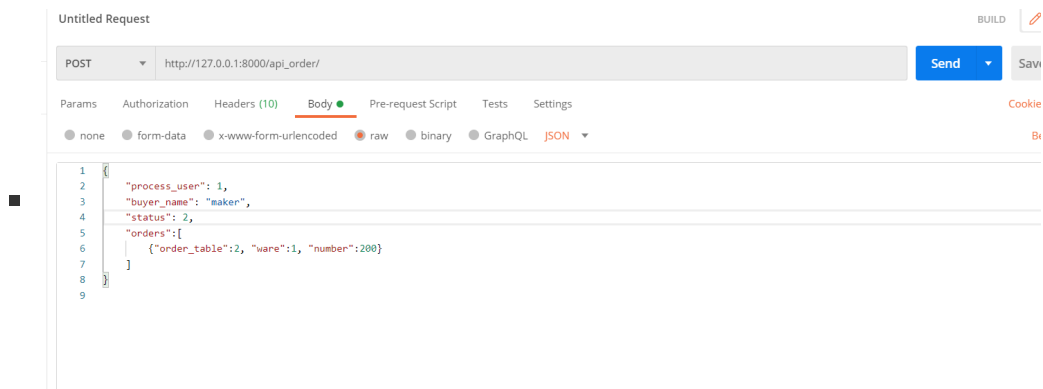 Untitled Request BUILD
POST http://127.0.0.1:8000/api_order/ Send Save
Params Authorization Headers (10) Body Pre-request Script Tests Settings Cookie
none form-data x-www-form-urlencoded raw binary GraphQL JSON Be
1 {
2 "process_user": 1,
3 "buyer_name": "maker",
4 "status": 2,
5 "orders":[
6 {"order_table":2, "ware":1, "number":200}
7 ]
8 }
9